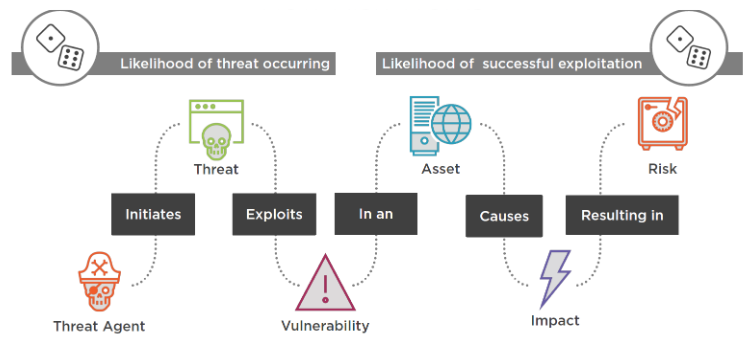 Likelihood of threat occurring
Likelihood of successful exploitation
Threat
Asset
Risk
Initiates
Exploits
In an
Causes
Resulting in
Threat Agent
Vulnerability
Impact